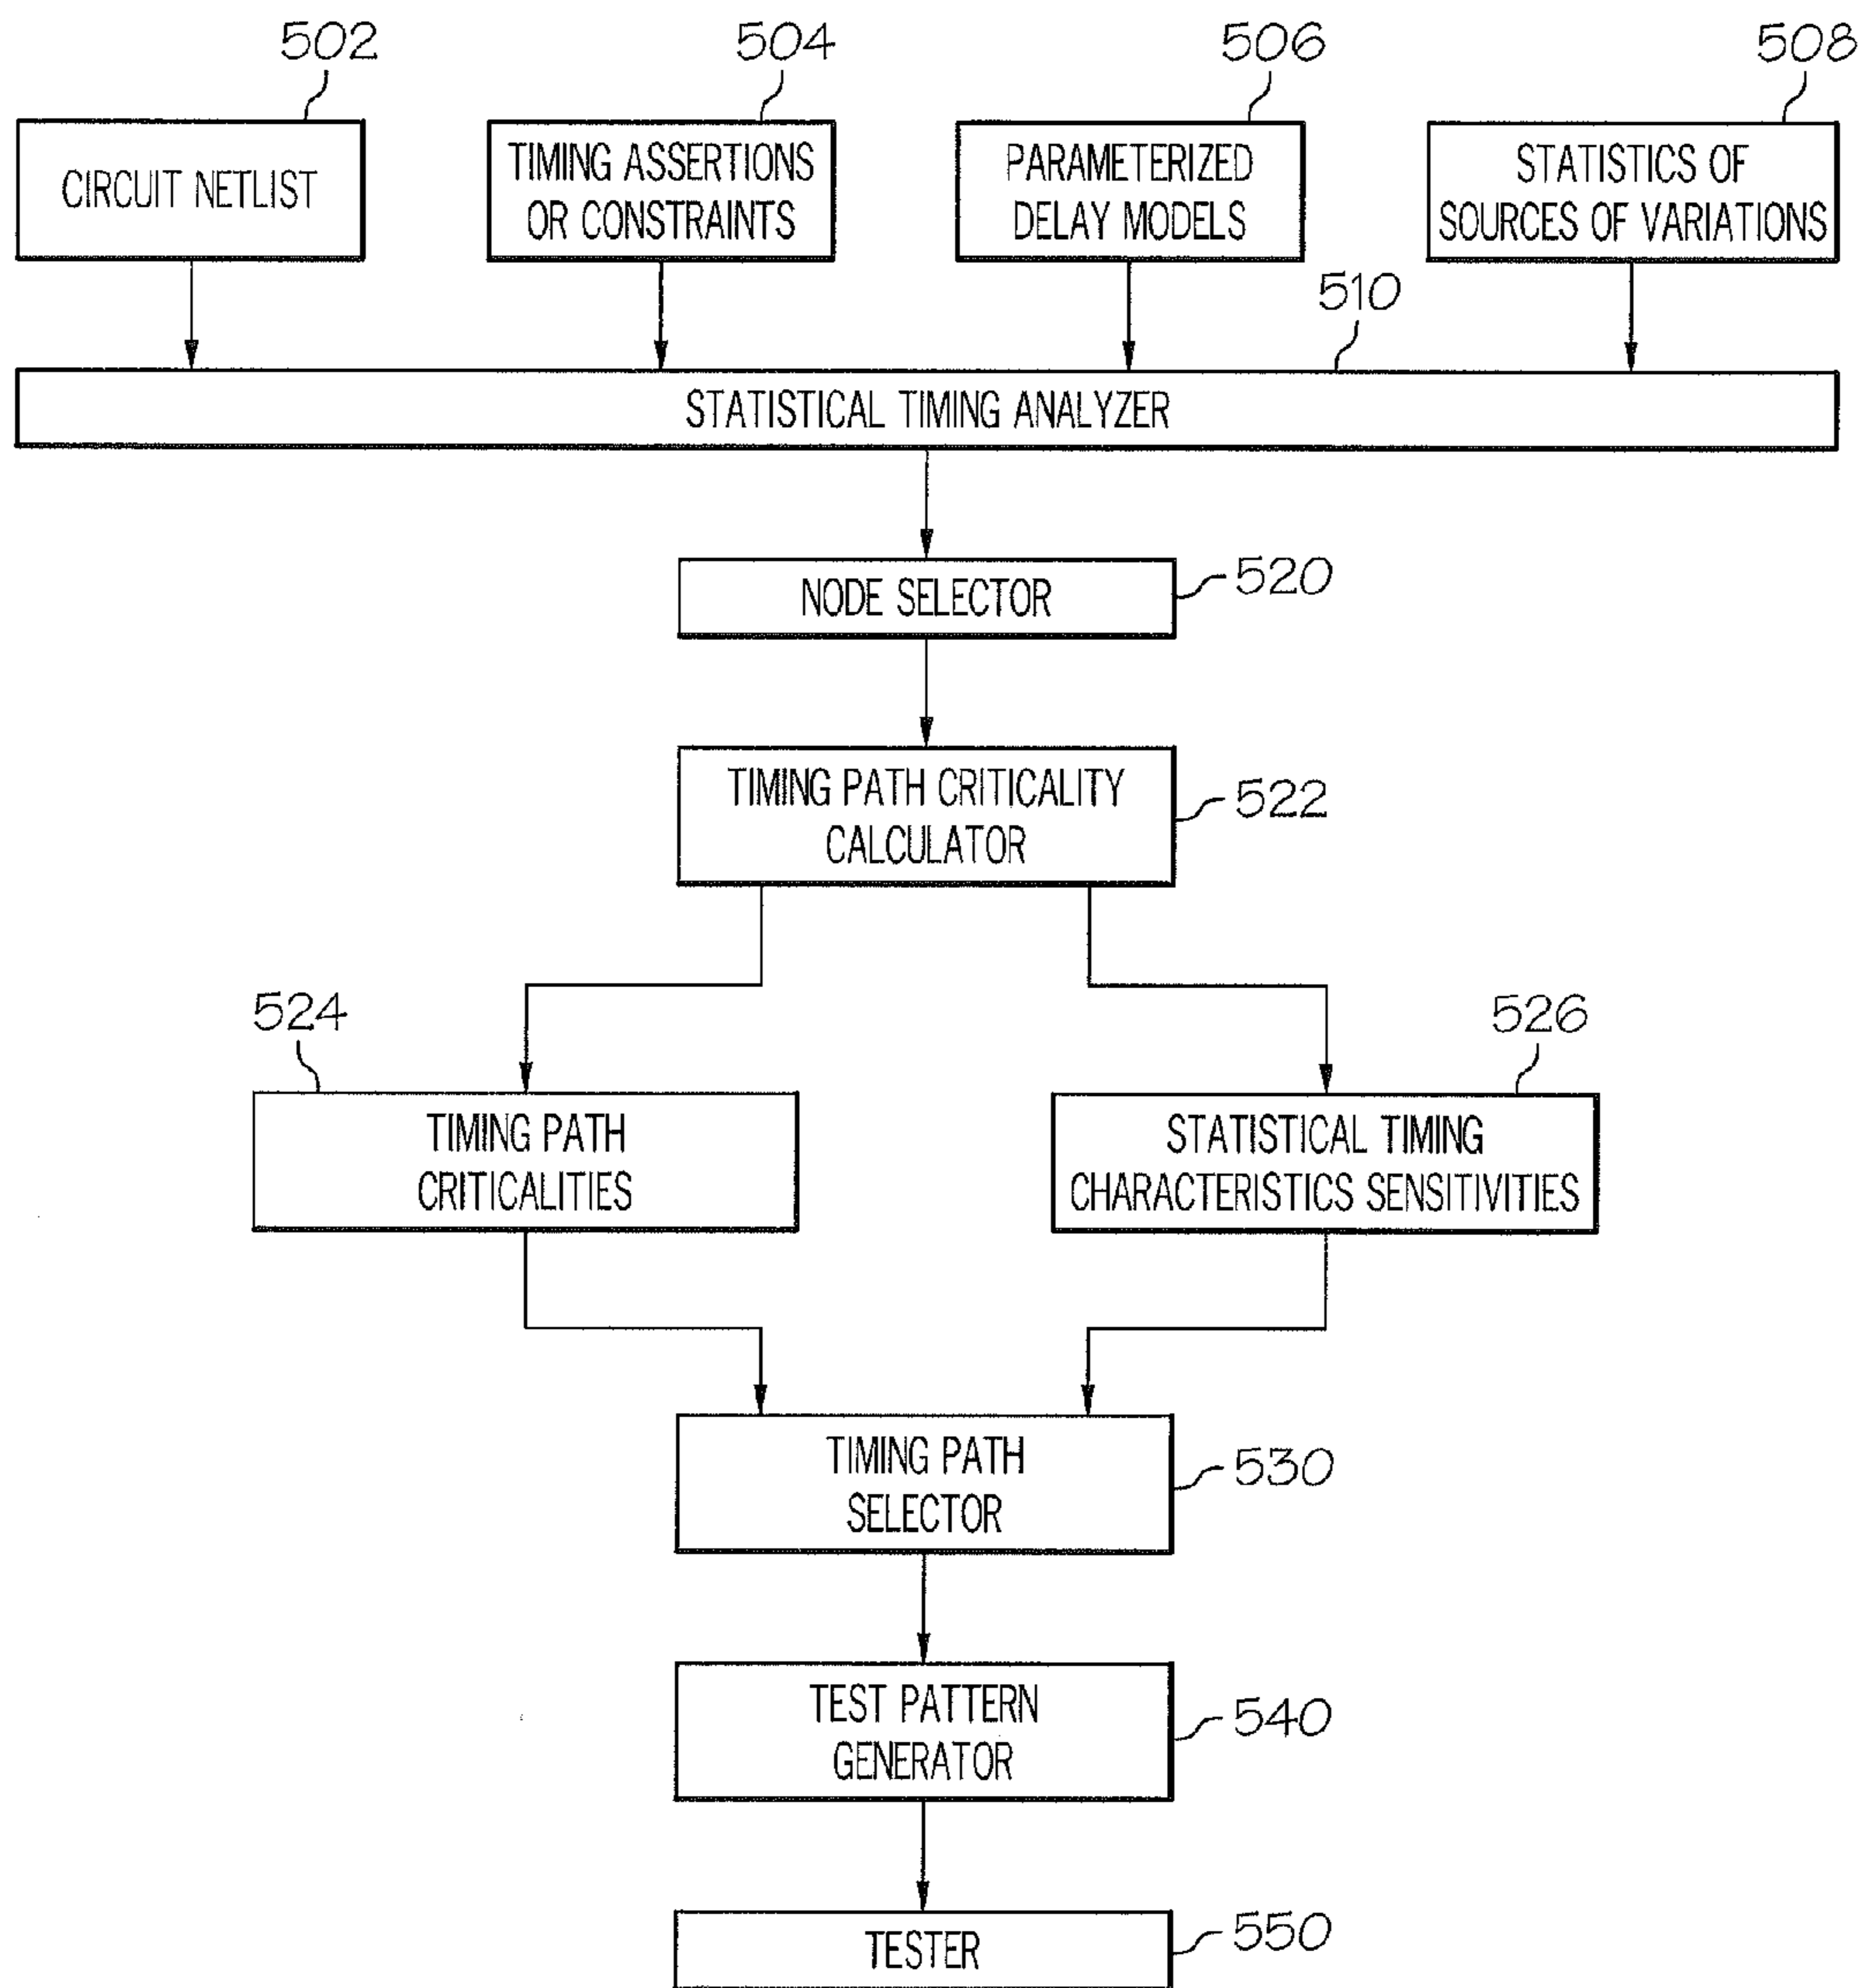 502
504
506
508
CIRCUIT NETLIST
TIMING ASSERTIONS
OR CONSTRAINTS
PARAMETERIZED
DELAY MODELS
STATISTICS OF
SOURCES OF VARIATIONS
510
STATISTICAL TIMING ANALYZER
NODE SELECTOR
520
TIMING PATH CRITICALITY
CALCULATOR
522
524
526
TIMING PATH
CRITICALITIES
STATISTICAL TIMING
CHARACTERISTICS SENSITIVITIES
TIMING PATH
SELECTOR
530
TEST PATTERN
GENERATOR
540
TESTER
550